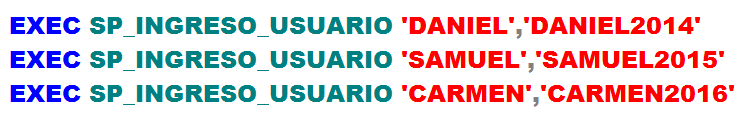 EXEC SP_INGRESO_USUARIO 'DANIEL','DANIEL2014'
EXEC SP_INGRESO_USUARIO 'SAMUEL','SAMUEL2015'
EXEC SP_INGRESO_USUARIO 'CARMEN','CARMEN2016'